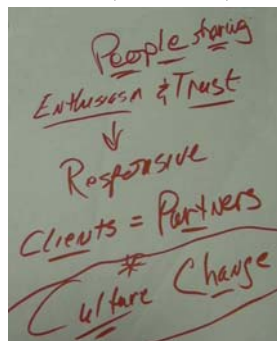 People sharing
Enthusiasm & Trust
↓
Responsive
Clients = Partners
*
Culture Change